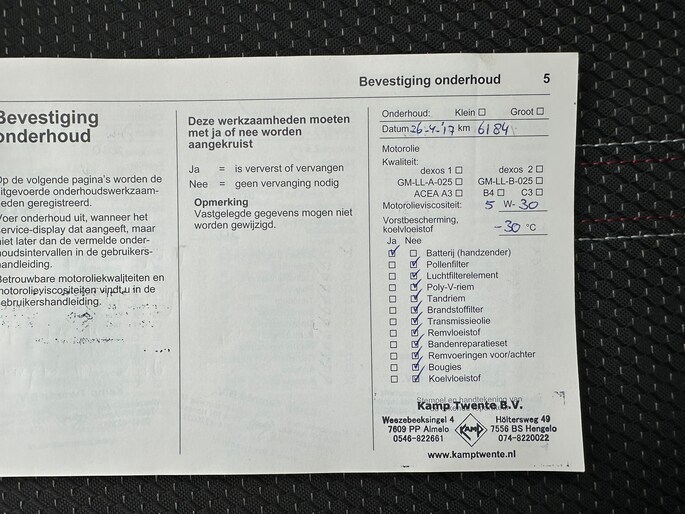 Bevestiging onderhoud 5
Bevestiging
onderhoud
Op de volgende pagina's worden de
uitgevoerde onderhoudswerkzaam-
heden geregistreerd.
Voer onderhoud uit, wanneer het
service-display dat aangeeft, maar
niet later dan de vermelde onder-
houdsintervallen in de gebruikers-
handleiding.
Betrouwbare motoroliekwaliteiten en
motorolieviscositeiten vindt u in de
gebruikershandleiding.
Deze werkzaamheden moeten
met ja of nee worden
aangekruist
Ja = is ververst of vervangen
Nee = geen vervanging nodig
Opmerking
Vastgelegde gegevens mogen niet
worden gewijzigd.
Onderhoud: Klein ☐ Groot ☐
Datum 26-4-'17 km 6184
Motorolie
Kwaliteit:
dexos 1 ☐ dexos 2 ☐
GM-LL-A-025 ☐ GM-LL-B-025 ☐
ACEA A3 ☐ B4 ☐ C3 ☐
Motorolieviscositeit: 5 W- 30
Vorstbescherming,
koelvloeistof -30 °C
Ja Nee
☑ ☐ Batterij (handzender)
☐ ☑ Pollenfilter
☐ ☑ Luchtfilterelement
☐ ☑ Poly-V-riem
☐ ☑ Tandriem
☐ ☑ Brandstoffilter
☐ ☑ Transmissieolie
☐ ☑ Remvloeistof
☐ ☑ Bandenreparatieset
☐ ☑ Remvoeringen voor/achter
☐ ☑ Bougies
☐ ☑ Koelvloeistof
Stempel en handtekening van
Kamp Twente B.V.
Weezebeeksingel 4 Höltersweg 49
7609 PP Almelo KAMP 7556 BS Hengelo
0546-822661 074-8220022
www.kamptwente.nl